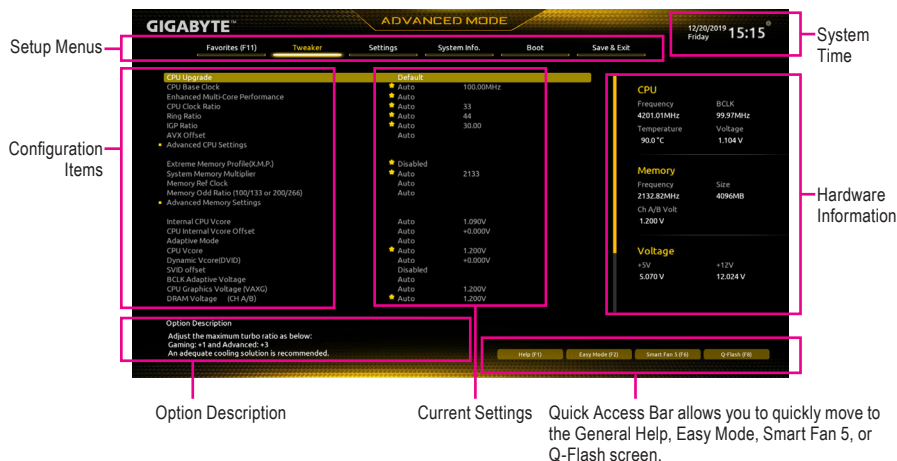 GIGABYTE™
ADVANCED MODE
12/20/2019
Friday
15:15
Setup Menus
System
Time
Favorites (F11) Tweaker Settings System Info. Boot Save & Exit
Configuration
Items
CPU Upgrade Default
CPU Base Clock Auto 100.00MHz
Enhanced Multi-Core Performance Auto
CPU Clock Ratio Auto 33
Ring Ratio Auto 44
IGP Ratio Auto 30.00
AVX Offset Auto
Advanced CPU Settings
Extreme Memory Profile(X.M.P.) Disabled
System Memory Multiplier Auto 2133
Memory Ref Clock Auto
Memory Odd Ratio (100/133 or 200/266) Auto
Advanced Memory Settings
Internal CPU Vcore Auto 1.090V
CPU Internal Vcore Offset Auto +0.000V
Adaptive Mode Auto
CPU Vcore Auto 1.200V
Dynamic Vcore(DVID) Auto +0.000V
SVID offset Disabled
BCLK Adaptive Voltage Auto
CPU Graphics Voltage (VAXG) Auto 1.200V
DRAM Voltage (CH A/B) Auto 1.200V
CPU
Frequency BCLK
4201.01MHz 99.97MHz
Temperature Voltage
90.0 °C 1.104 V
Memory
Frequency Size
2132.82MHz 4096MB
Ch A/B Volt
1.200 V
Voltage
+5V +12V
5.070 V 12.024 V
Hardware
Information
Option Description
Adjust the maximum turbo ratio as below:
Gaming: +1 and Advanced: +3
An adequate cooling solution is recommended.
Help (F1) Easy Mode (F2) Smart Fan 5 (F6) Q-Flash (F8)
Option Description
Current Settings
Quick Access Bar allows you to quickly move to
the General Help, Easy Mode, Smart Fan 5, or
Q-Flash screen.